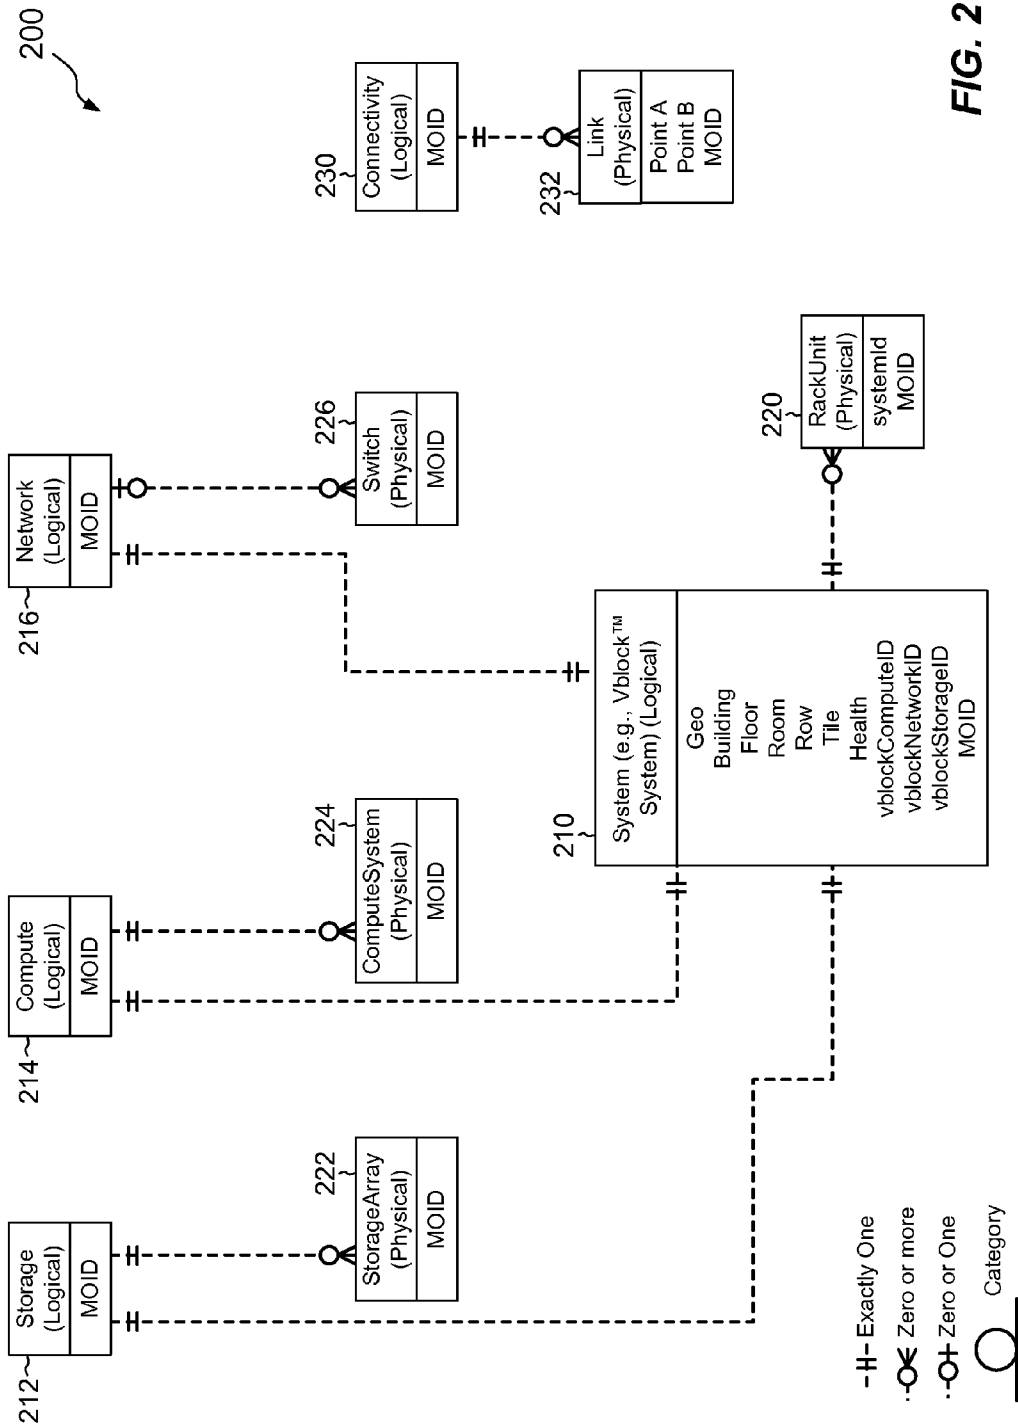 200
212
Storage
(Logical)
MOID
214
Compute
(Logical)
MOID
216
Network
(Logical)
MOID
222
StorageArray
(Physical)
MOID
224
ComputeSystem
(Physical)
MOID
226
Switch
(Physical)
MOID
230
Connectivity
(Logical)
MOID
232
Link
(Physical)
Point A
Point B
MOID
210
System (e.g., Vblock™
System) (Logical)
Geo
Building
Floor
Room
Row
Tile
Health
vblockComputeID
vblockNetworkID
vblockStorageID
MOID
220
RackUnit
(Physical)
systemId
MOID
Exactly One
Zero or more
Zero or One
Category
FIG. 2